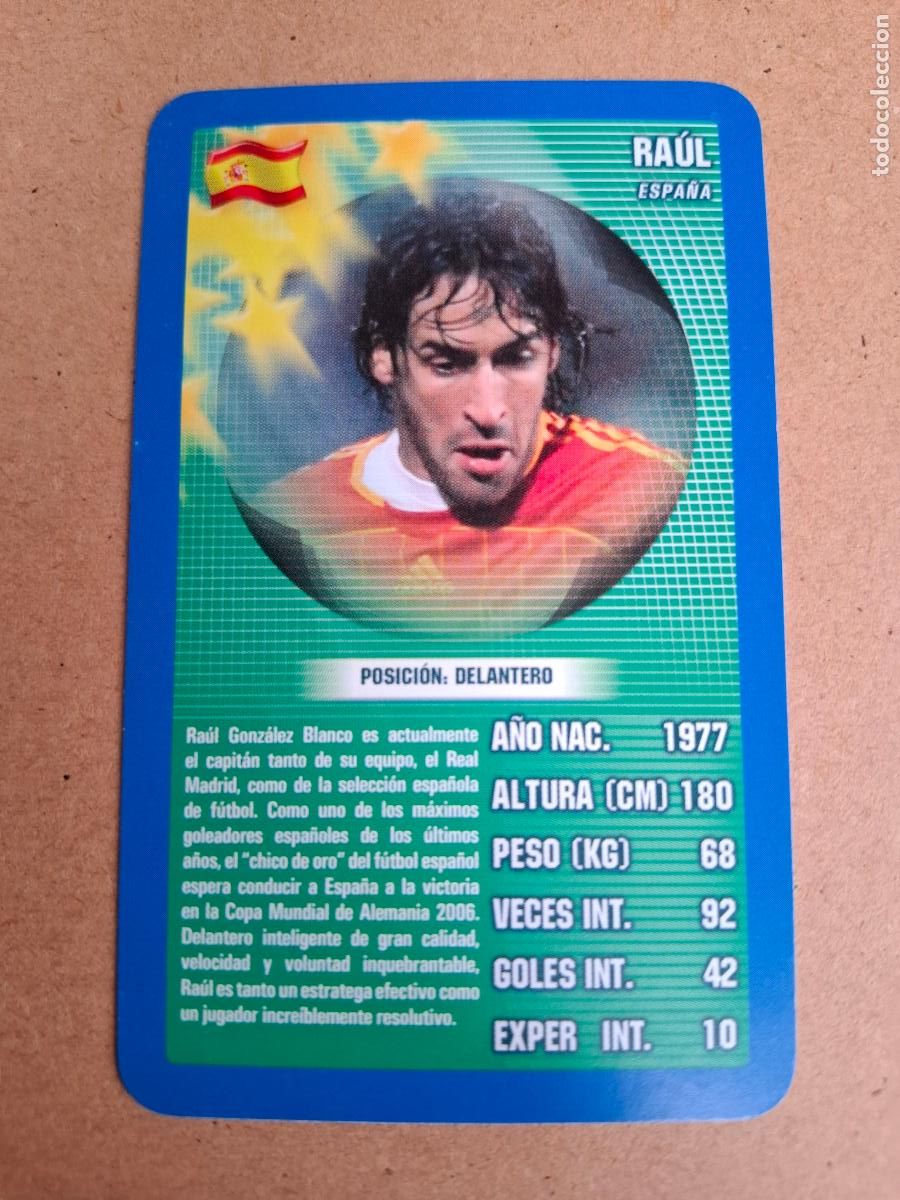 todocoleccion
RAÚL
ESPAÑA
POSICIÓN: DELANTERO
Raúl González Blanco es actualmente
el capitán tanto de su equipo, el Real
Madrid, como de la selección española
de fútbol. Como uno de los máximos
goleadores españoles de los últimos
años, el "chico de oro" del fútbol español
espera conducir a España a la victoria
en la Copa Mundial de Alemania 2006.
Delantero inteligente de gran calidad,
velocidad y voluntad inquebrantable,
Raúl es tanto un estratega efectivo como
un jugador increíblemente resolutivo.
AÑO NAC. 1977
ALTURA (CM) 180
PESO (KG) 68
VECES INT. 92
GOLES INT. 42
EXPER INT. 10